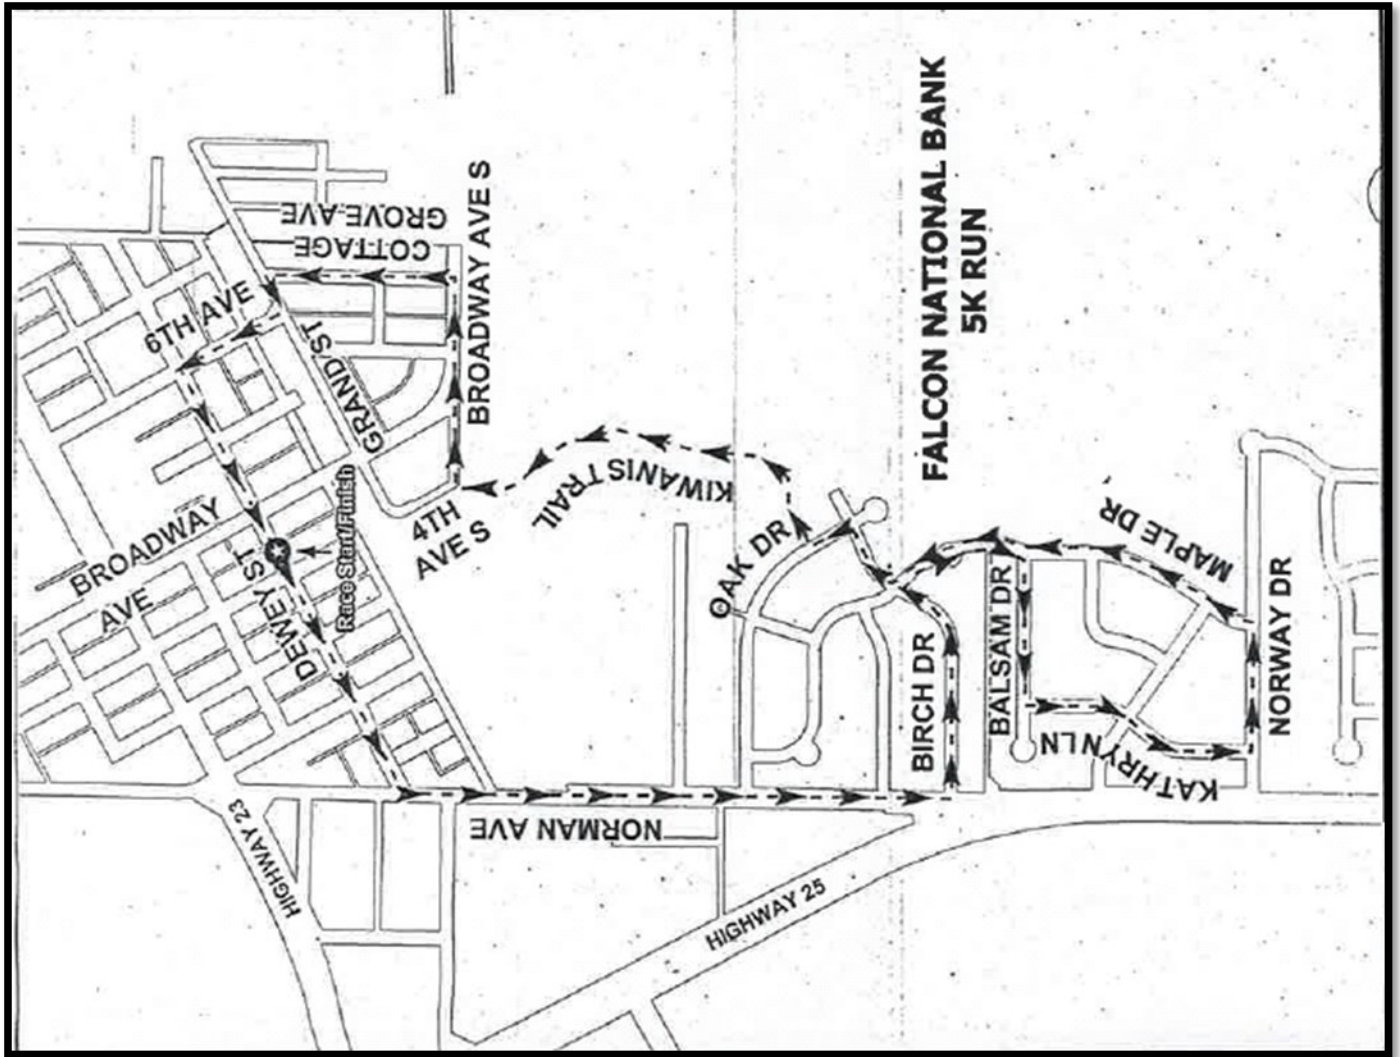 FALCON NATIONAL BANK
5K RUN
COTTAGE
GROVE AVE
BROADWAY AVE S
6TH AVE
GRAND ST
BROADWAY
AVE
DEWEY ST
Race Start/Finish
4TH
AVE S
KIWANIS TRAIL
OAK DR
MAPLE DR
BIRCH DR
BALSAM DR
NORWAY DR
KATHRYN LN
NORMAN AVE
HIGHWAY 23
HIGHWAY 25